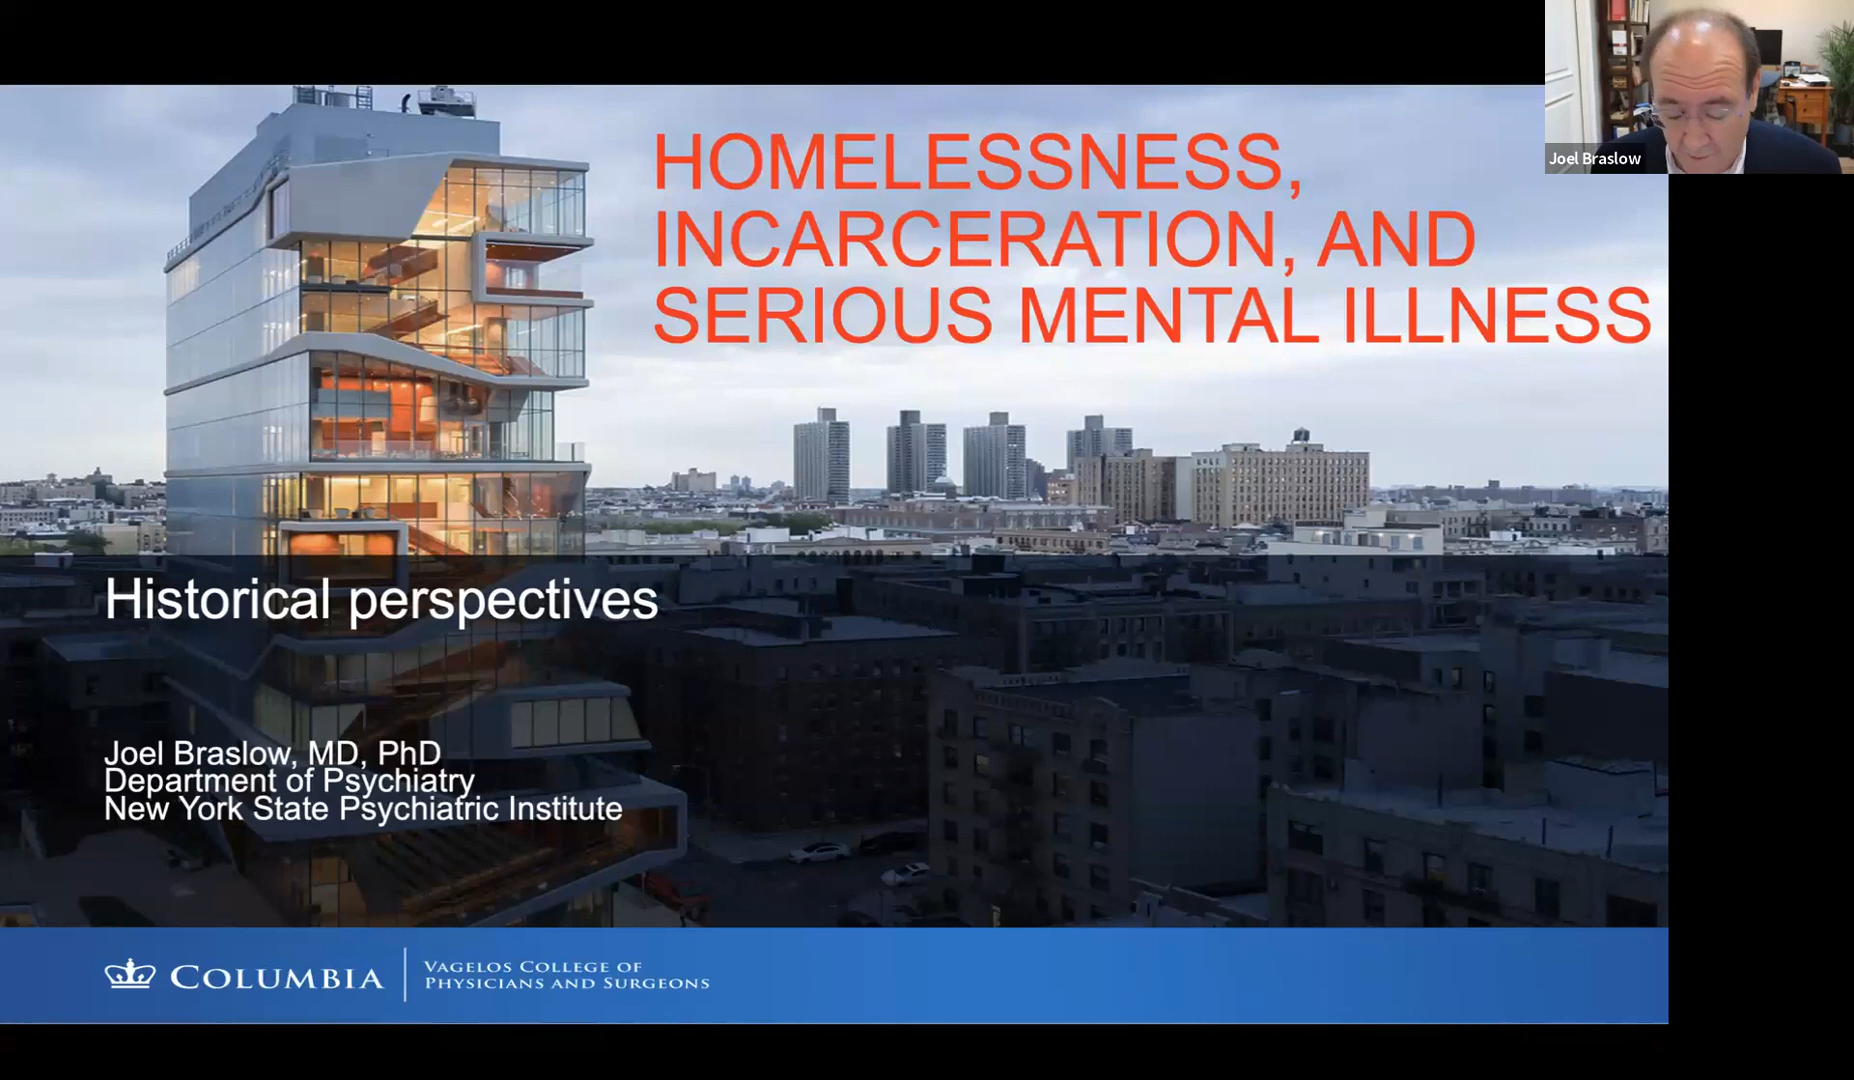 Joel Braslow
HOMELESSNESS,
INCARCERATION, AND
SERIOUS MENTAL ILLNESS
Historical perspectives
Joel Braslow, MD, PhD
Department of Psychiatry
New York State Psychiatric Institute
COLUMBIA
VAGELOS COLLEGE OF
PHYSICIANS AND SURGEONS